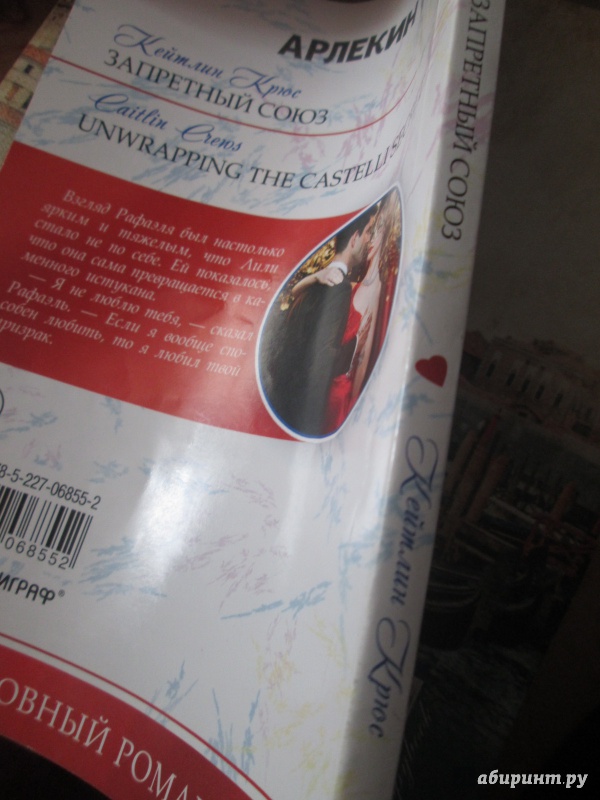 АРЛЕКИН
Кейтлин Крюс
ЗАПРЕТНЫЙ СОЮЗ
Caitlin Crews
UNWRAPPING THE CASTELLI
Взгляд Рафаэля был настолько
ярким и тяжелым, что Лили
стало не по себе. Ей показалось,
что она сама превращается в ка-
менного истукана.
— Я не люблю тебя, — сказал
Рафаэль. — Если я вообще спо-
собен любить, то я любил твой
призрак.
8-5-227-06855-2
068552
ИГРАФ®
ОВНЫЙ РОМА
ЗАПРЕТНЫЙ СОЮЗ
Кейтлин Крюс
абиринт.ру